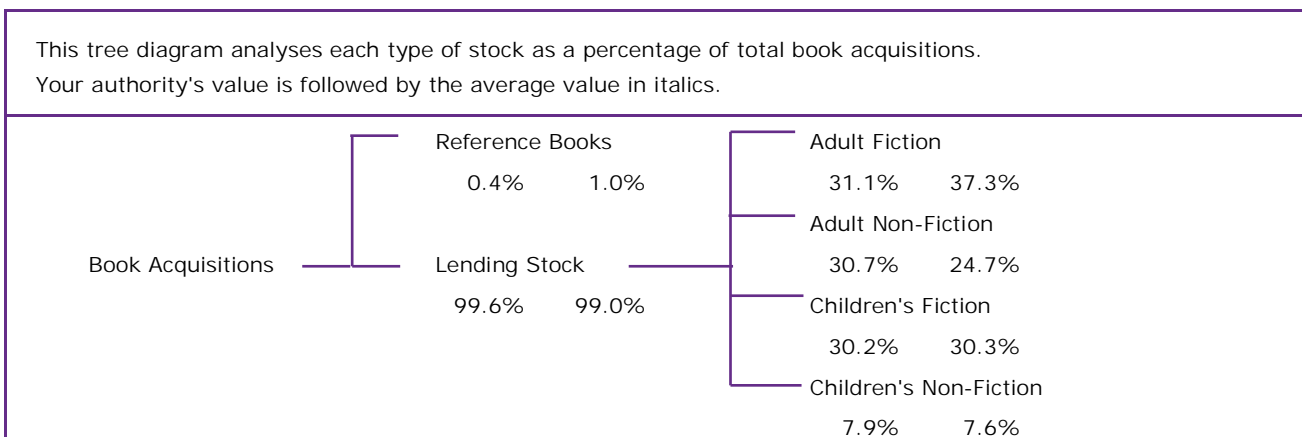 This tree diagram analyses each type of stock as a percentage of total book acquisitions.
Your authority's value is followed by the average value in italics.
Reference Books
0.4% 1.0%
Book Acquisitions
Lending Stock
99.6% 99.0%
Adult Fiction
31.1% 37.3%
Adult Non-Fiction
30.7% 24.7%
Children's Fiction
30.2% 30.3%
Children's Non-Fiction
7.9% 7.6%